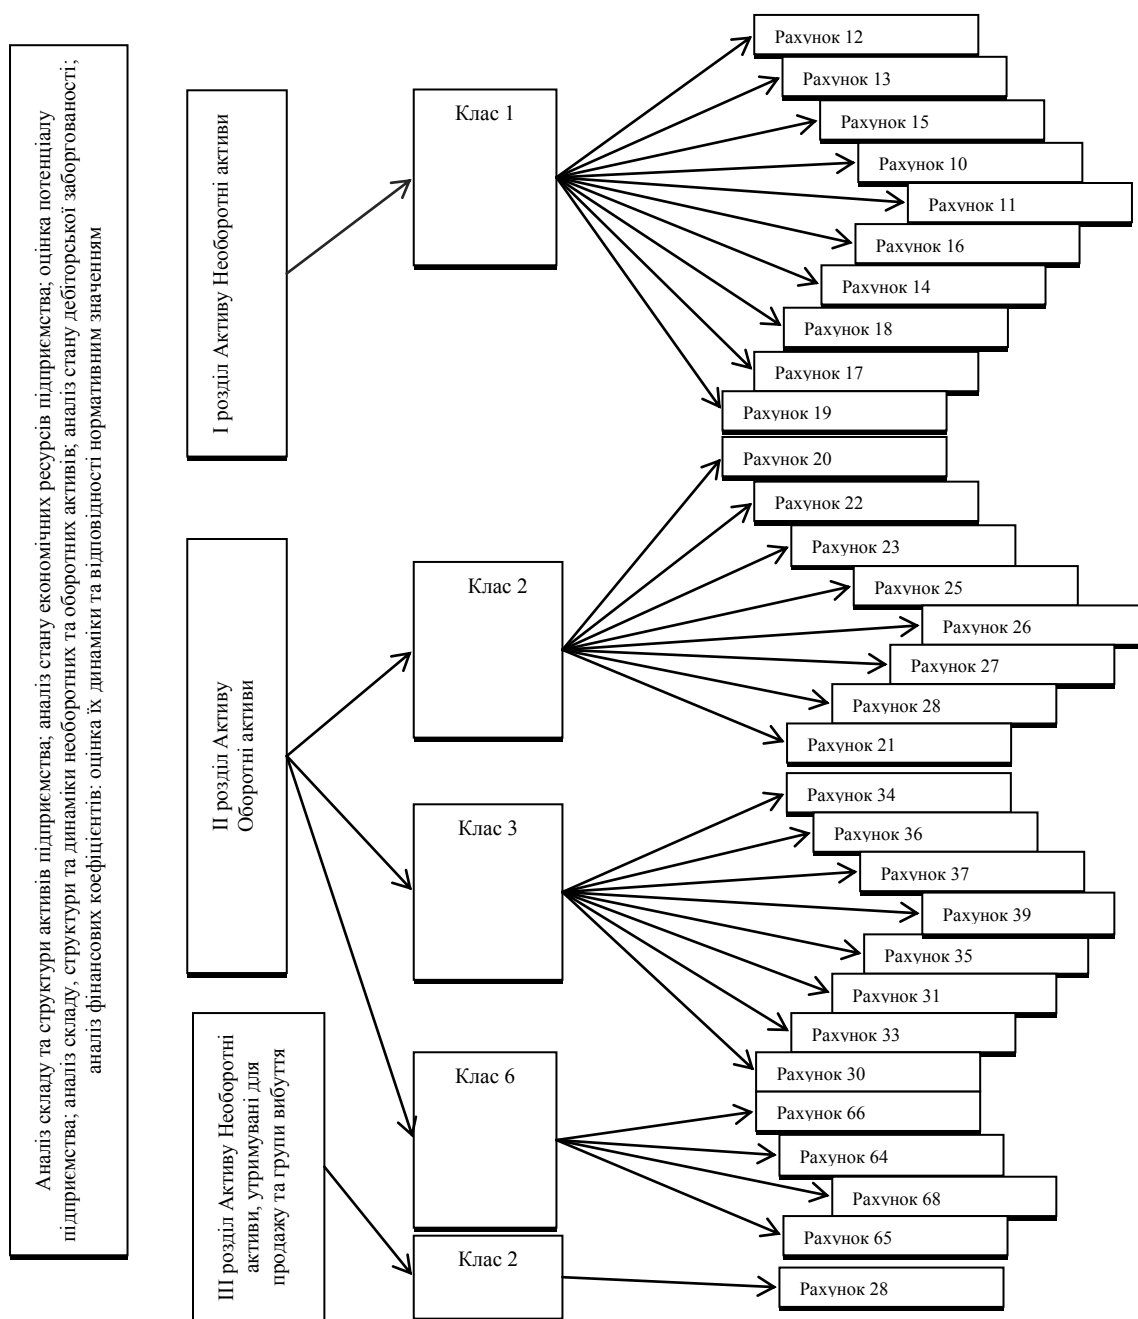 Аналіз складу та структури активів підприємства; аналіз стану економічних ресурсів підприємства; оцінка потенціалу
підприємства; аналіз складу, структури та динаміки необоротних та оборотних активів; аналіз стану дебіторської заборгованості;
аналіз фінансових коефіцієнтів: оцінка їх динаміки та відповідності нормативним значенням
I розділ Активу Необоротні активи
Клас 1
Рахунок 12
Рахунок 13
Рахунок 15
Рахунок 10
Рахунок 11
Рахунок 16
Рахунок 14
Рахунок 18
Рахунок 17
Рахунок 19
II розділ Активу
Оборотні активи
Клас 2
Рахунок 20
Рахунок 22
Рахунок 23
Рахунок 25
Рахунок 26
Рахунок 27
Рахунок 28
Рахунок 21
Клас 3
Рахунок 34
Рахунок 36
Рахунок 37
Рахунок 39
Рахунок 35
Рахунок 31
Рахунок 33
Рахунок 30
Клас 6
Рахунок 66
Рахунок 64
Рахунок 68
Рахунок 65
III розділ Активу Необоротні
активи, утримувані для
продажу та групи вибуття
Клас 2
Рахунок 28